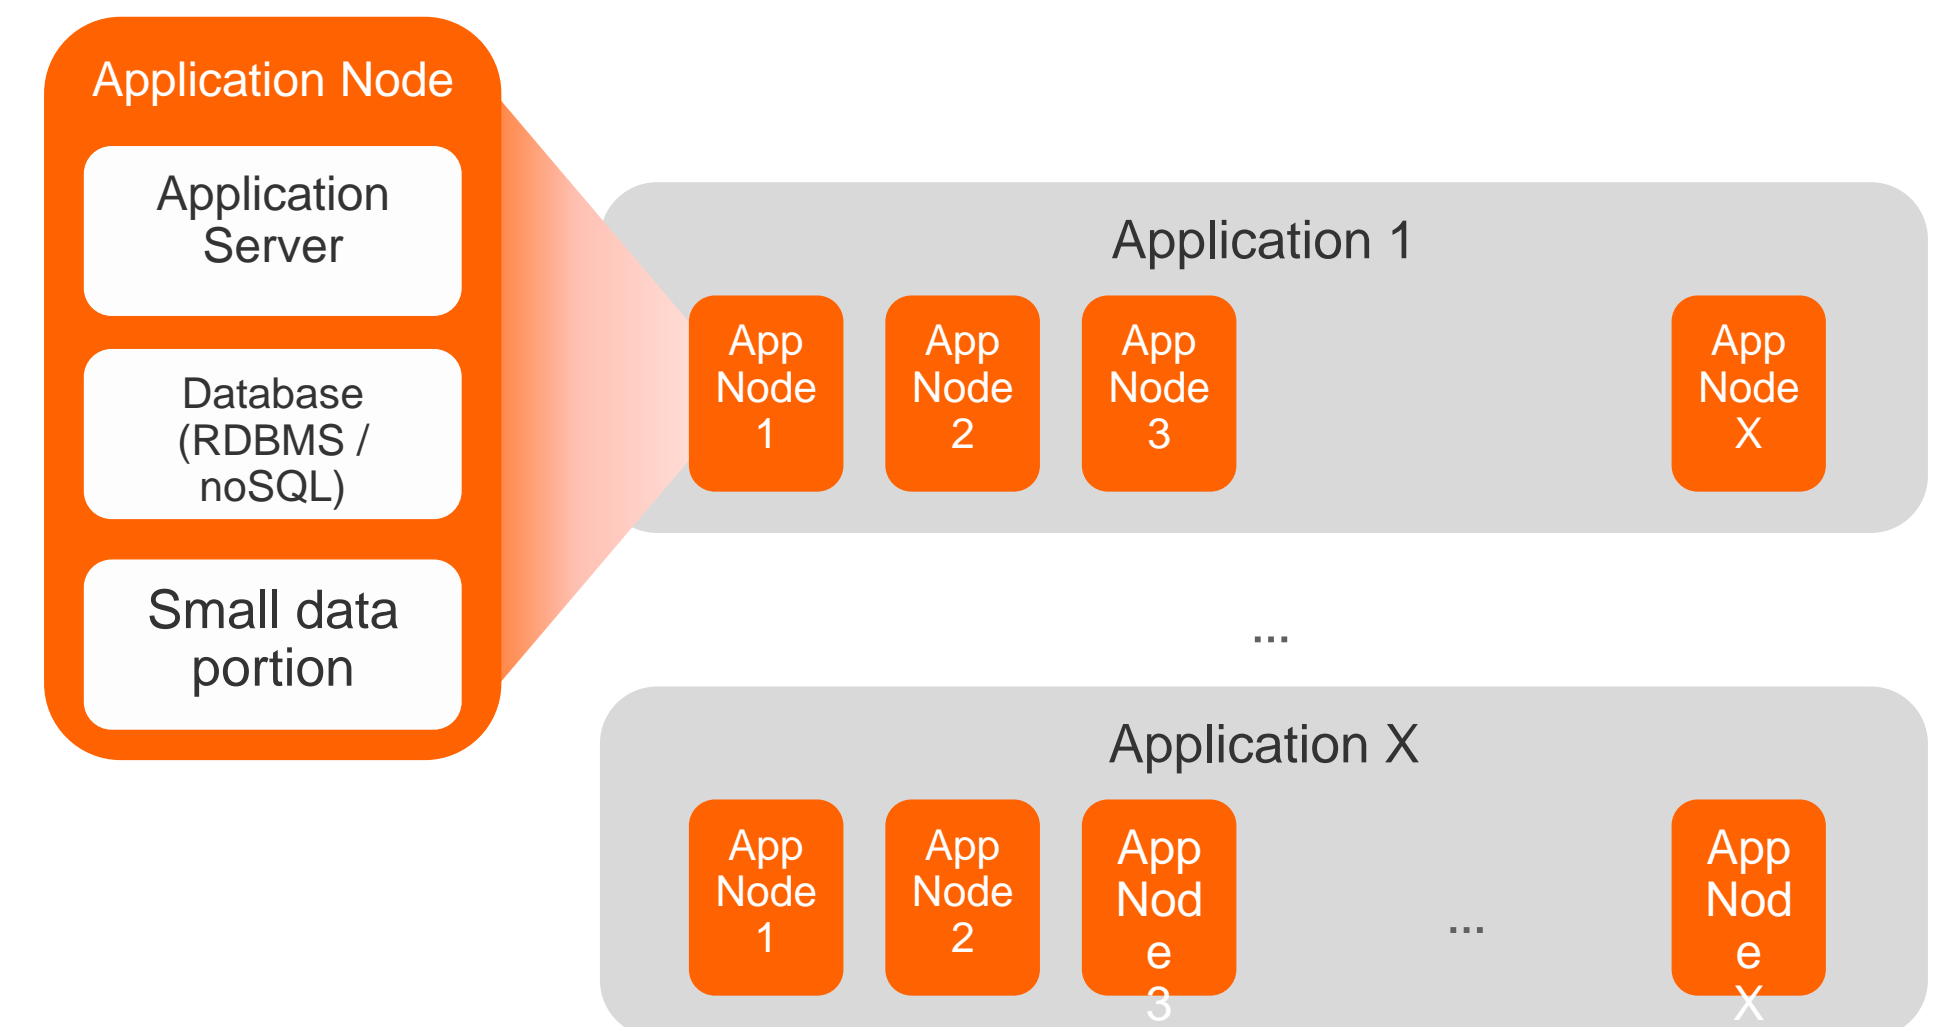 Application Node
Application
Server
Database
(RDBMS /
noSQL)
Small data
portion
Application 1
App
Node
1
App
Node
2
App
Node
3
App
Node
X
...
Application X
App
Node
1
App
Node
2
App
Nod
e
3
...
App
Nod
e
X